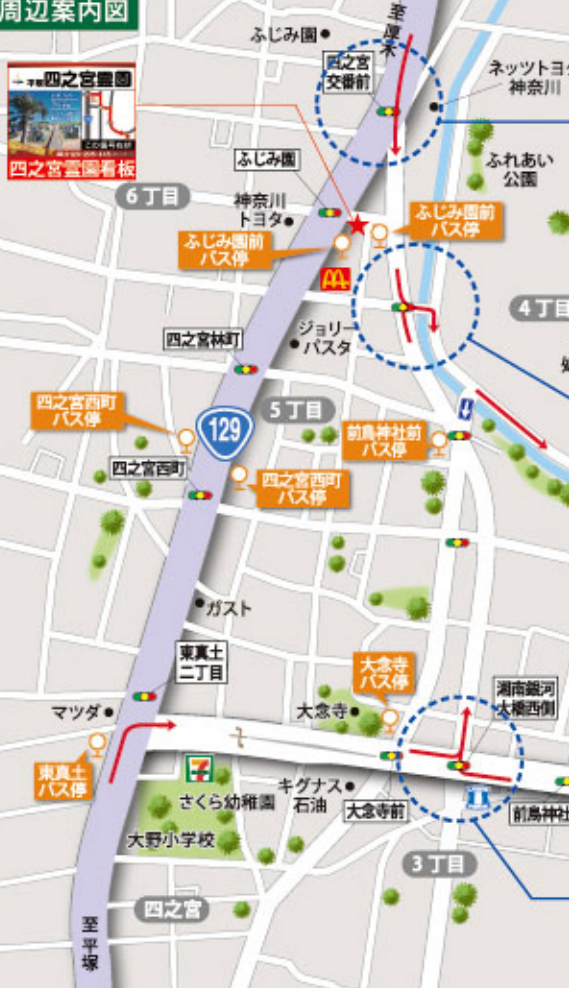 周辺案内図
至厚木
ふじみ園
四之宮
交番前
ネッツトヨタ
神奈川
四之宮霊園
四之宮霊園看板
ふじみ園
ふれあい
公園
6丁目
神奈川
トヨタ
ふじみ園前
バス停
ふじみ園前
バス停
4丁目
ジョリー
パスタ
四之宮林町
5丁目
四之宮西町
バス停
129
前鳥神社前
バス停
四之宮西町
四之宮西町
バス停
ガスト
東真土
二丁目
大念寺
バス停
湘南銀河
大橋西側
マツダ
大念寺
東真土
バス停
さくら幼稚園
キグナス
石油
大念寺前
前鳥神社
大野小学校
3丁目
四之宮
至平塚